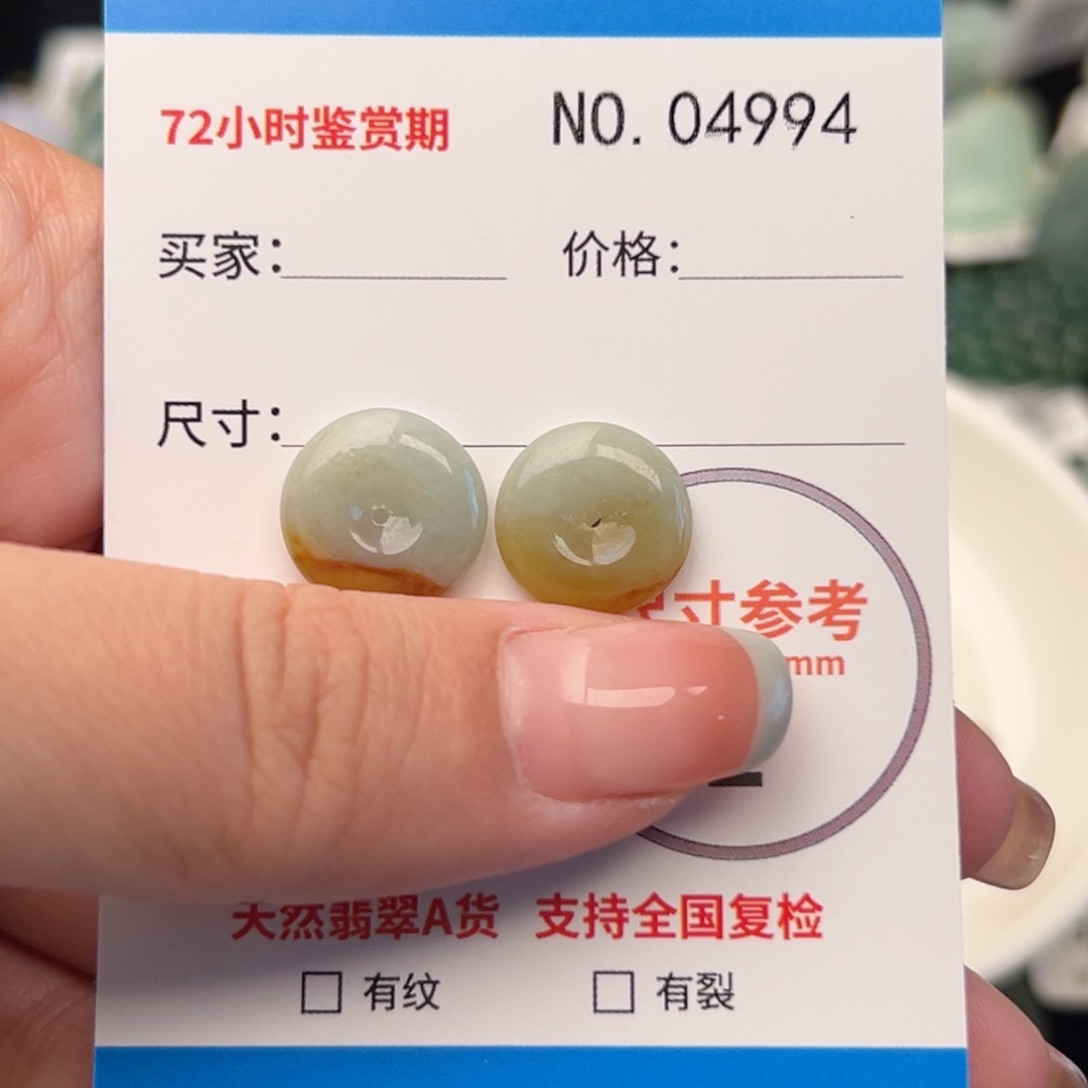 72小时鉴赏期 NO. 04994
买家： 价格：
尺寸：
寸参考
mm
天然翡翠A货 支持全国复检
□ 有纹 □ 有裂